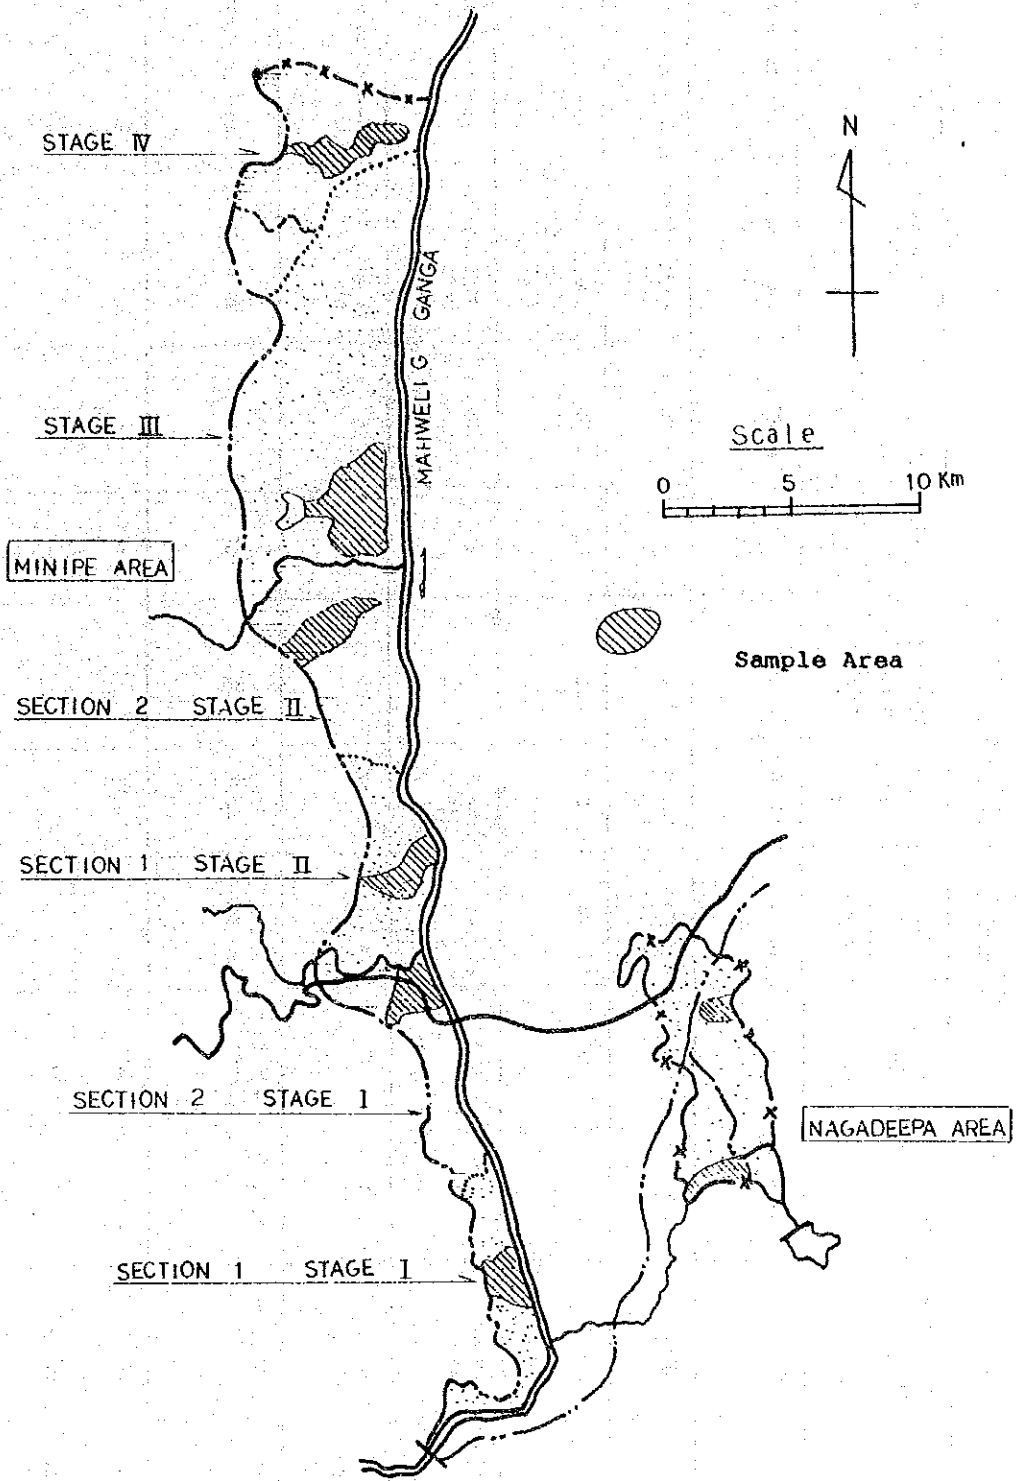 N
STAGE IV
MAHWELI G GANGA
STAGE III
Scale
0 5 10 Km
MINIPE AREA
Sample Area
SECTION 2 STAGE II
SECTION 1 STAGE II
SECTION 2 STAGE I
NAGADEEPA AREA
SECTION 1 STAGE I